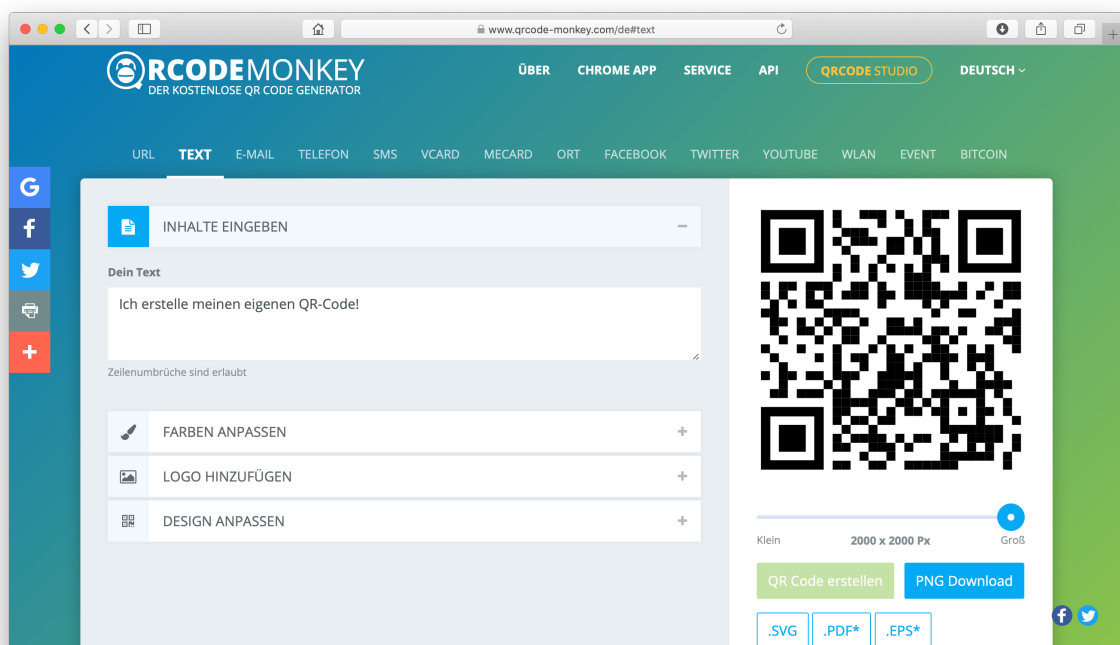 www.qrcode-monkey.com/de#text
RCODEMONKEY
DER KOSTENLOSE QR CODE GENERATOR
ÜBER CHROME APP SERVICE API QRCODE STUDIO DEUTSCH
URL TEXT E-MAIL TELEFON SMS VCARD MECARD ORT FACEBOOK TWITTER YOUTUBE WLAN EVENT BITCOIN
INHALTE EINGEBEN
Dein Text
Ich erstelle meinen eigenen QR-Code!
Zeilenumbrüche sind erlaubt
FARBEN ANPASSEN
LOGO HINZUFÜGEN
DESIGN ANPASSEN
Klein 2000 x 2000 Px Groß
QR Code erstellen PNG Download
.SVG .PDF* .EPS*